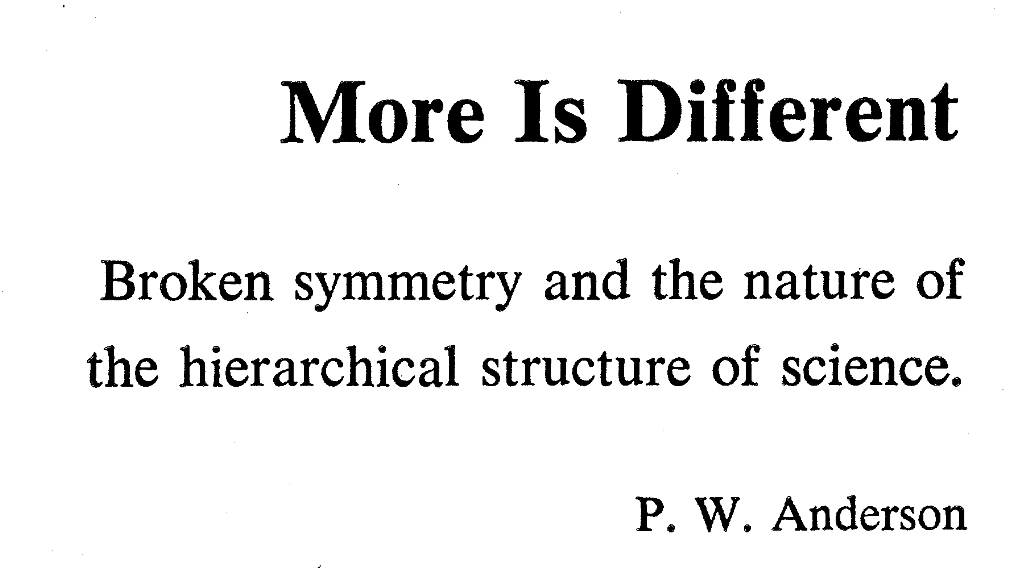 More Is Different
Broken symmetry and the nature of
the hierarchical structure of science.
P. W. Anderson